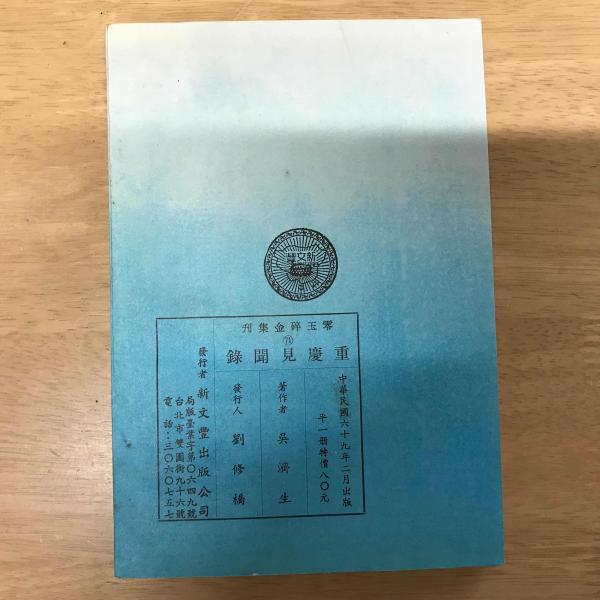 新文豐
零玉碎金集刊
71
重慶見聞錄
中華民國六十九年二月出版
平一冊特價八〇元
著作者 吳濟生
發行人 劉修橋
發行者 新文豐出版公司
局版臺業字第〇六四九號
台北市雙園街九十六號
電話：三〇六〇七五七